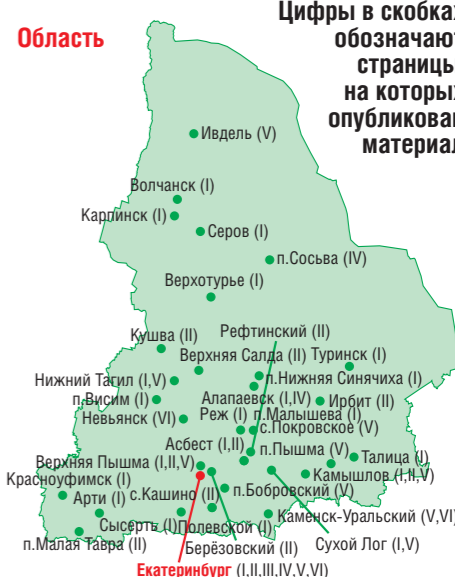 Область
Цифры в скобках
обозначают
страницы,
на которых
опубликован
материал
Ивдель (V)
Волчанск (I)
Карпинск (I)
Серов (I)
п.Сосьва (IV)
Верхотурье (I)
Кушва (II)
Рефтинский (II)
Верхняя Салда (II)
Туринск (I)
Нижний Тагил (I,V)
п.Нижняя Синячиха (I)
п.Висим (I)
Алапаевск (I,IV)
Ирбит (II)
Невьянск (VI)
Реж (I)
п.Малышева (I)
с.Покровское (V)
Асбест (I,II)
п.Пышма (V)
Верхняя Пышма (I,II,V)
Талица (I)
Красноуфимск (I)
Камышлов (I,II,V)
Арти (I)
с.Кашино (II)
п.Бобровский (V)
Сысерть (I)
Полевской (I)
Каменск-Уральский (V,VI)
п.Малая Тавра (II)
Берёзовский (II)
Сухой Лог (I,V)
Екатеринбург (I,II,III,IV,V,VI)